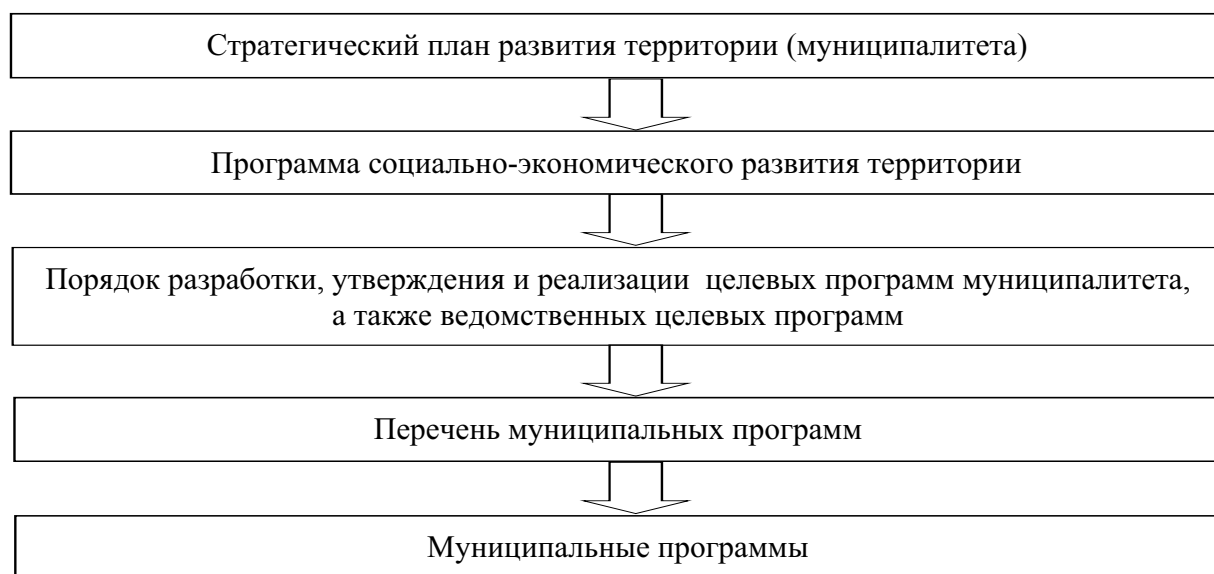 Стратегический план развития территории (муниципалитета)
Программа социально-экономического развития территории
Порядок разработки, утверждения и реализации целевых программ муниципалитета,
а также ведомственных целевых программ
Перечень муниципальных программ
Муниципальные программы